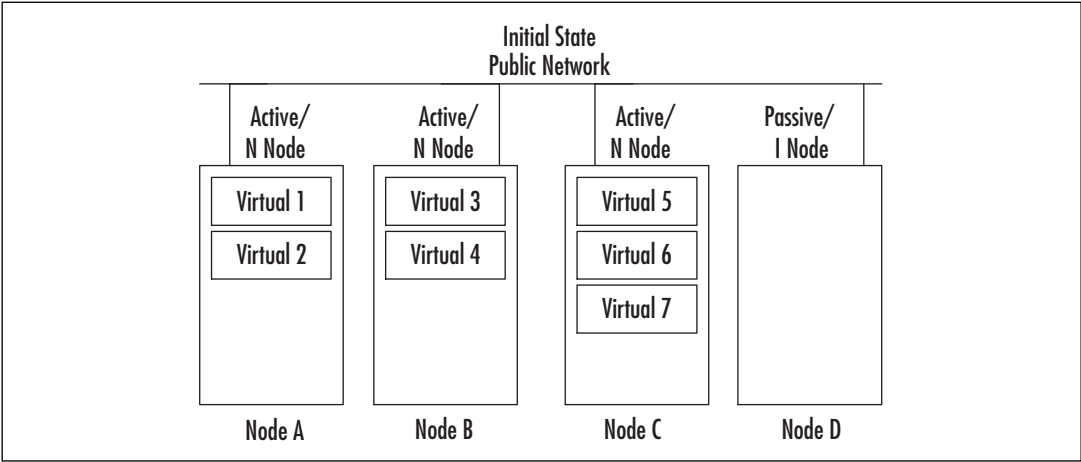 Initial State
Public Network
Active/
N Node
Active/
N Node
Active/
N Node
Passive/
I Node
Virtual 1
Virtual 2
Virtual 3
Virtual 4
Virtual 5
Virtual 6
Virtual 7
Node A
Node B
Node C
Node D